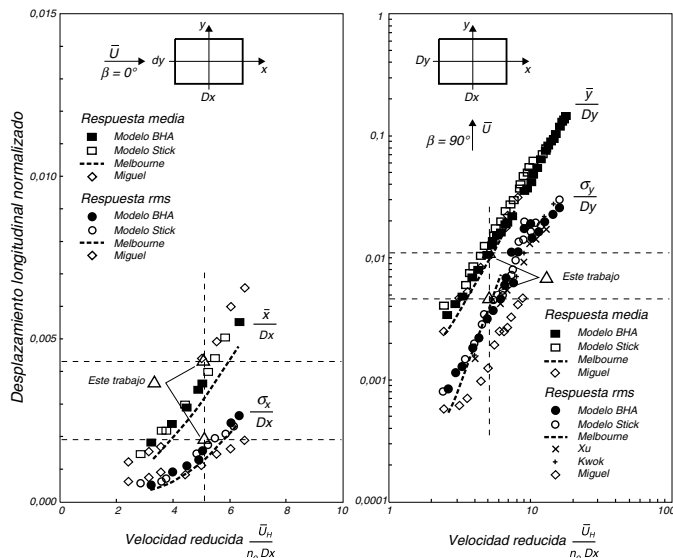 Desplazamiento longitudinal normalizado
0,015
0,010
0,005
0,000
0
2
4
6
8
10
Velocidad reducida U̅_H / n₀ Dx
y
x
U̅
β = 0°
dy
Dx
Respuesta media
Modelo BHA
Modelo Stick
Melbourne
Miguel
Respuesta rms
Modelo BHA
Modelo Stick
Melbourne
Miguel
x̅ / Dx
Este trabajo
σₓ / Dx
1
0,1
0,01
0,001
0,0001
1
10
100
Velocidad reducida U̅_H / n₀ Dx
y
Dy
x
Dx
β = 90°
U̅
y̅ / Dy
σ_y / Dy
Este trabajo
Respuesta media
Modelo BHA
Modelo Stick
Melbourne
Miguel
Respuesta rms
Modelo BHA
Modelo Stick
Melbourne
Xu
Kwok
Miguel